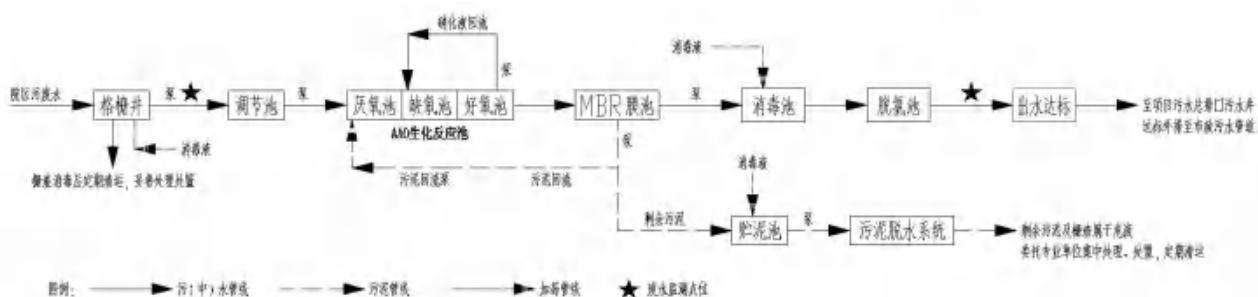 硝化液回流
泵
消毒液
院区污废水
格栅井
泵
调节池
泵
厌氧池
缺氧池
好氧池
MBR膜池
泵
消毒池
脱氯池
出水达标
至项目污水总排口污水井
达标外排至市政污水管道
AAO生化反应池
泵
消毒液
栅渣消毒后定期清运，妥善处理处置
污泥回流泵
污泥回流
消毒液
剩余污泥
贮泥池
泵
污泥脱水系统
剩余污泥及栅渣属于危废
委托专业单位集中处理、处置，定期清运
图例：
污（中）水管线
污泥管线
加药管线
废水监测点位